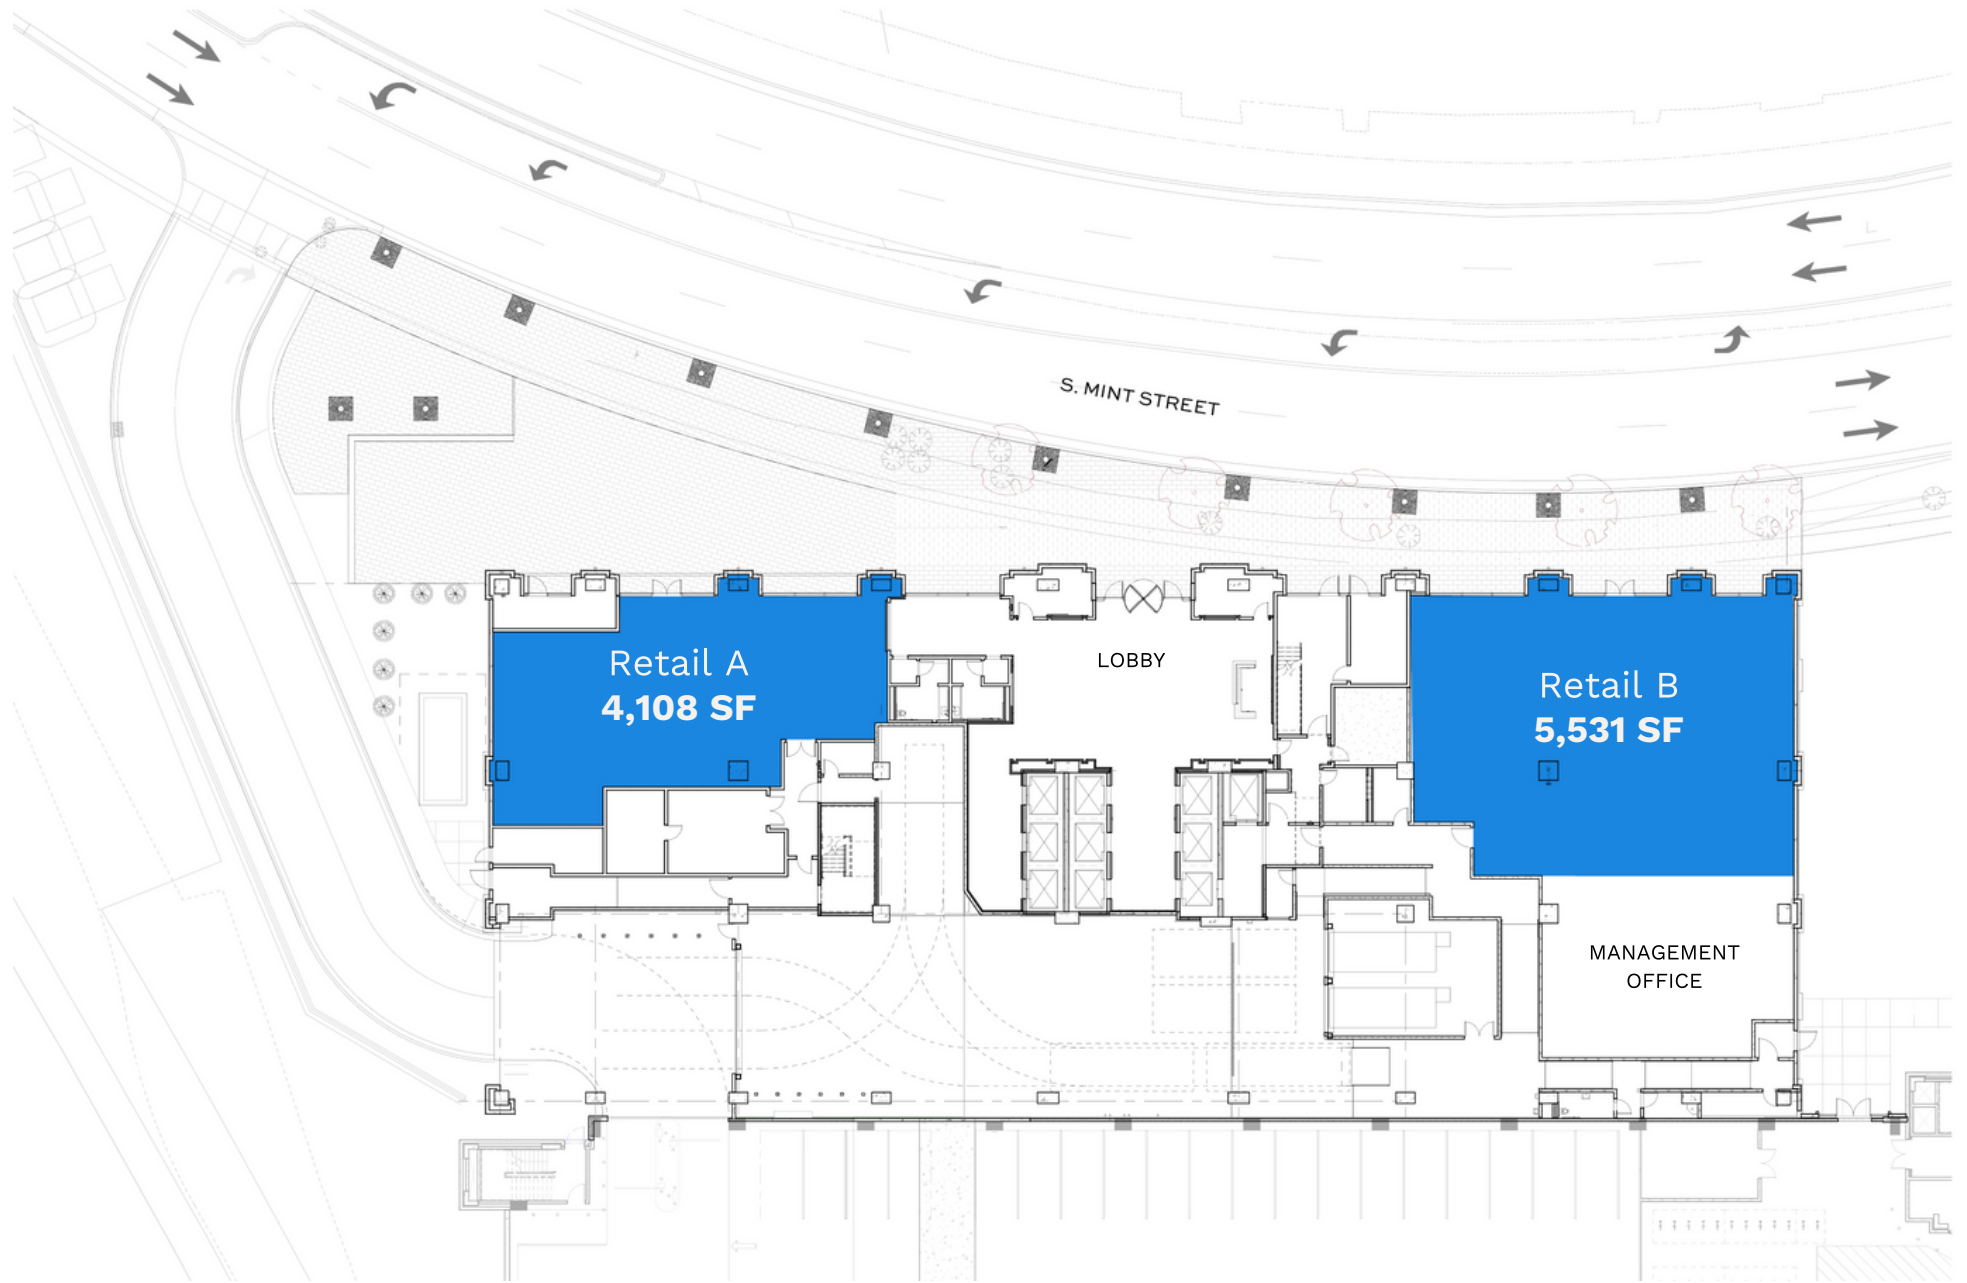 S. MINT STREET
Retail A
4,108 SF
LOBBY
Retail B
5,531 SF
MANAGEMENT
OFFICE